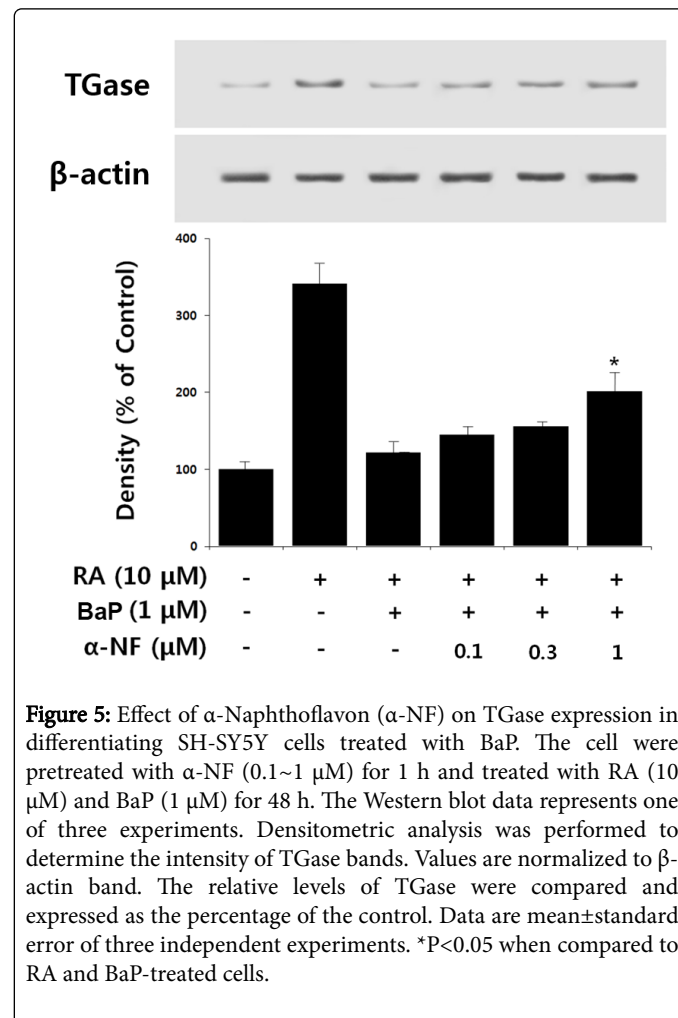 TGase
β-actin
400
300
200
100
0
Density (% of Control)
*
RA (10 μM) - + + + + +
BaP (1 μM) - - + + + +
α-NF (μM) - - - 0.1 0.3 1
Figure 5: Effect of α-Naphthoflavon (α-NF) on TGase expression in
differentiating SH-SY5Y cells treated with BaP. The cell were
pretreated with α-NF (0.1~1 μM) for 1 h and treated with RA (10
μM) and BaP (1 μM) for 48 h. The Western blot data represents one
of three experiments. Densitometric analysis was performed to
determine the intensity of TGase bands. Values are normalized to β-
actin band. The relative levels of TGase were compared and
expressed as the percentage of the control. Data are mean±standard
error of three independent experiments. *P<0.05 when compared to
RA and BaP-treated cells.